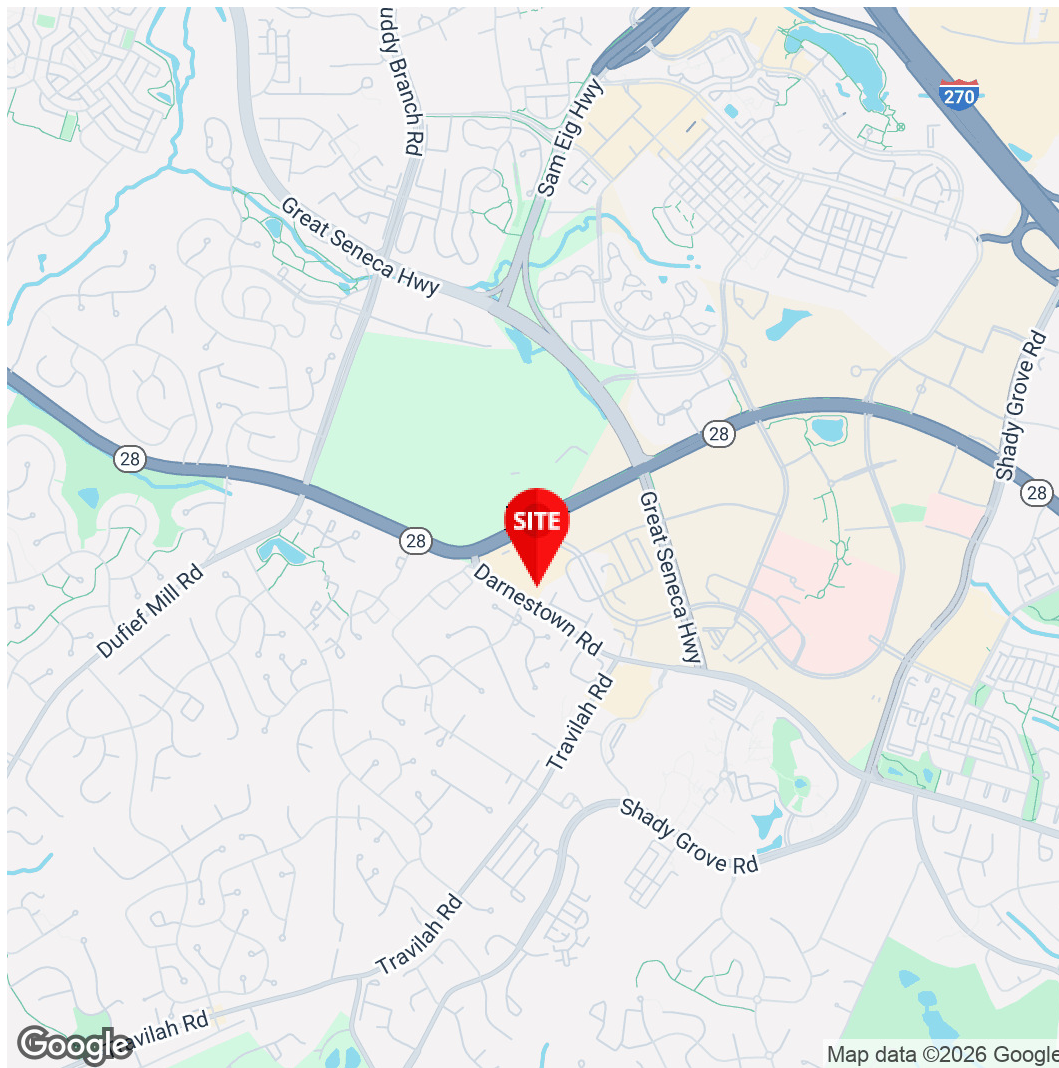 uddy Branch Rd
Sam Eig Hwy
270
Great Seneca Hwy
Shady Grove Rd
28
28
28
28
SITE
Great Seneca Hwy
Darnestown Rd
Dufief Mill Rd
Travilah Rd
Shady Grove Rd
Travilah Rd
Travilah Rd
Google
Map data ©2026 Google